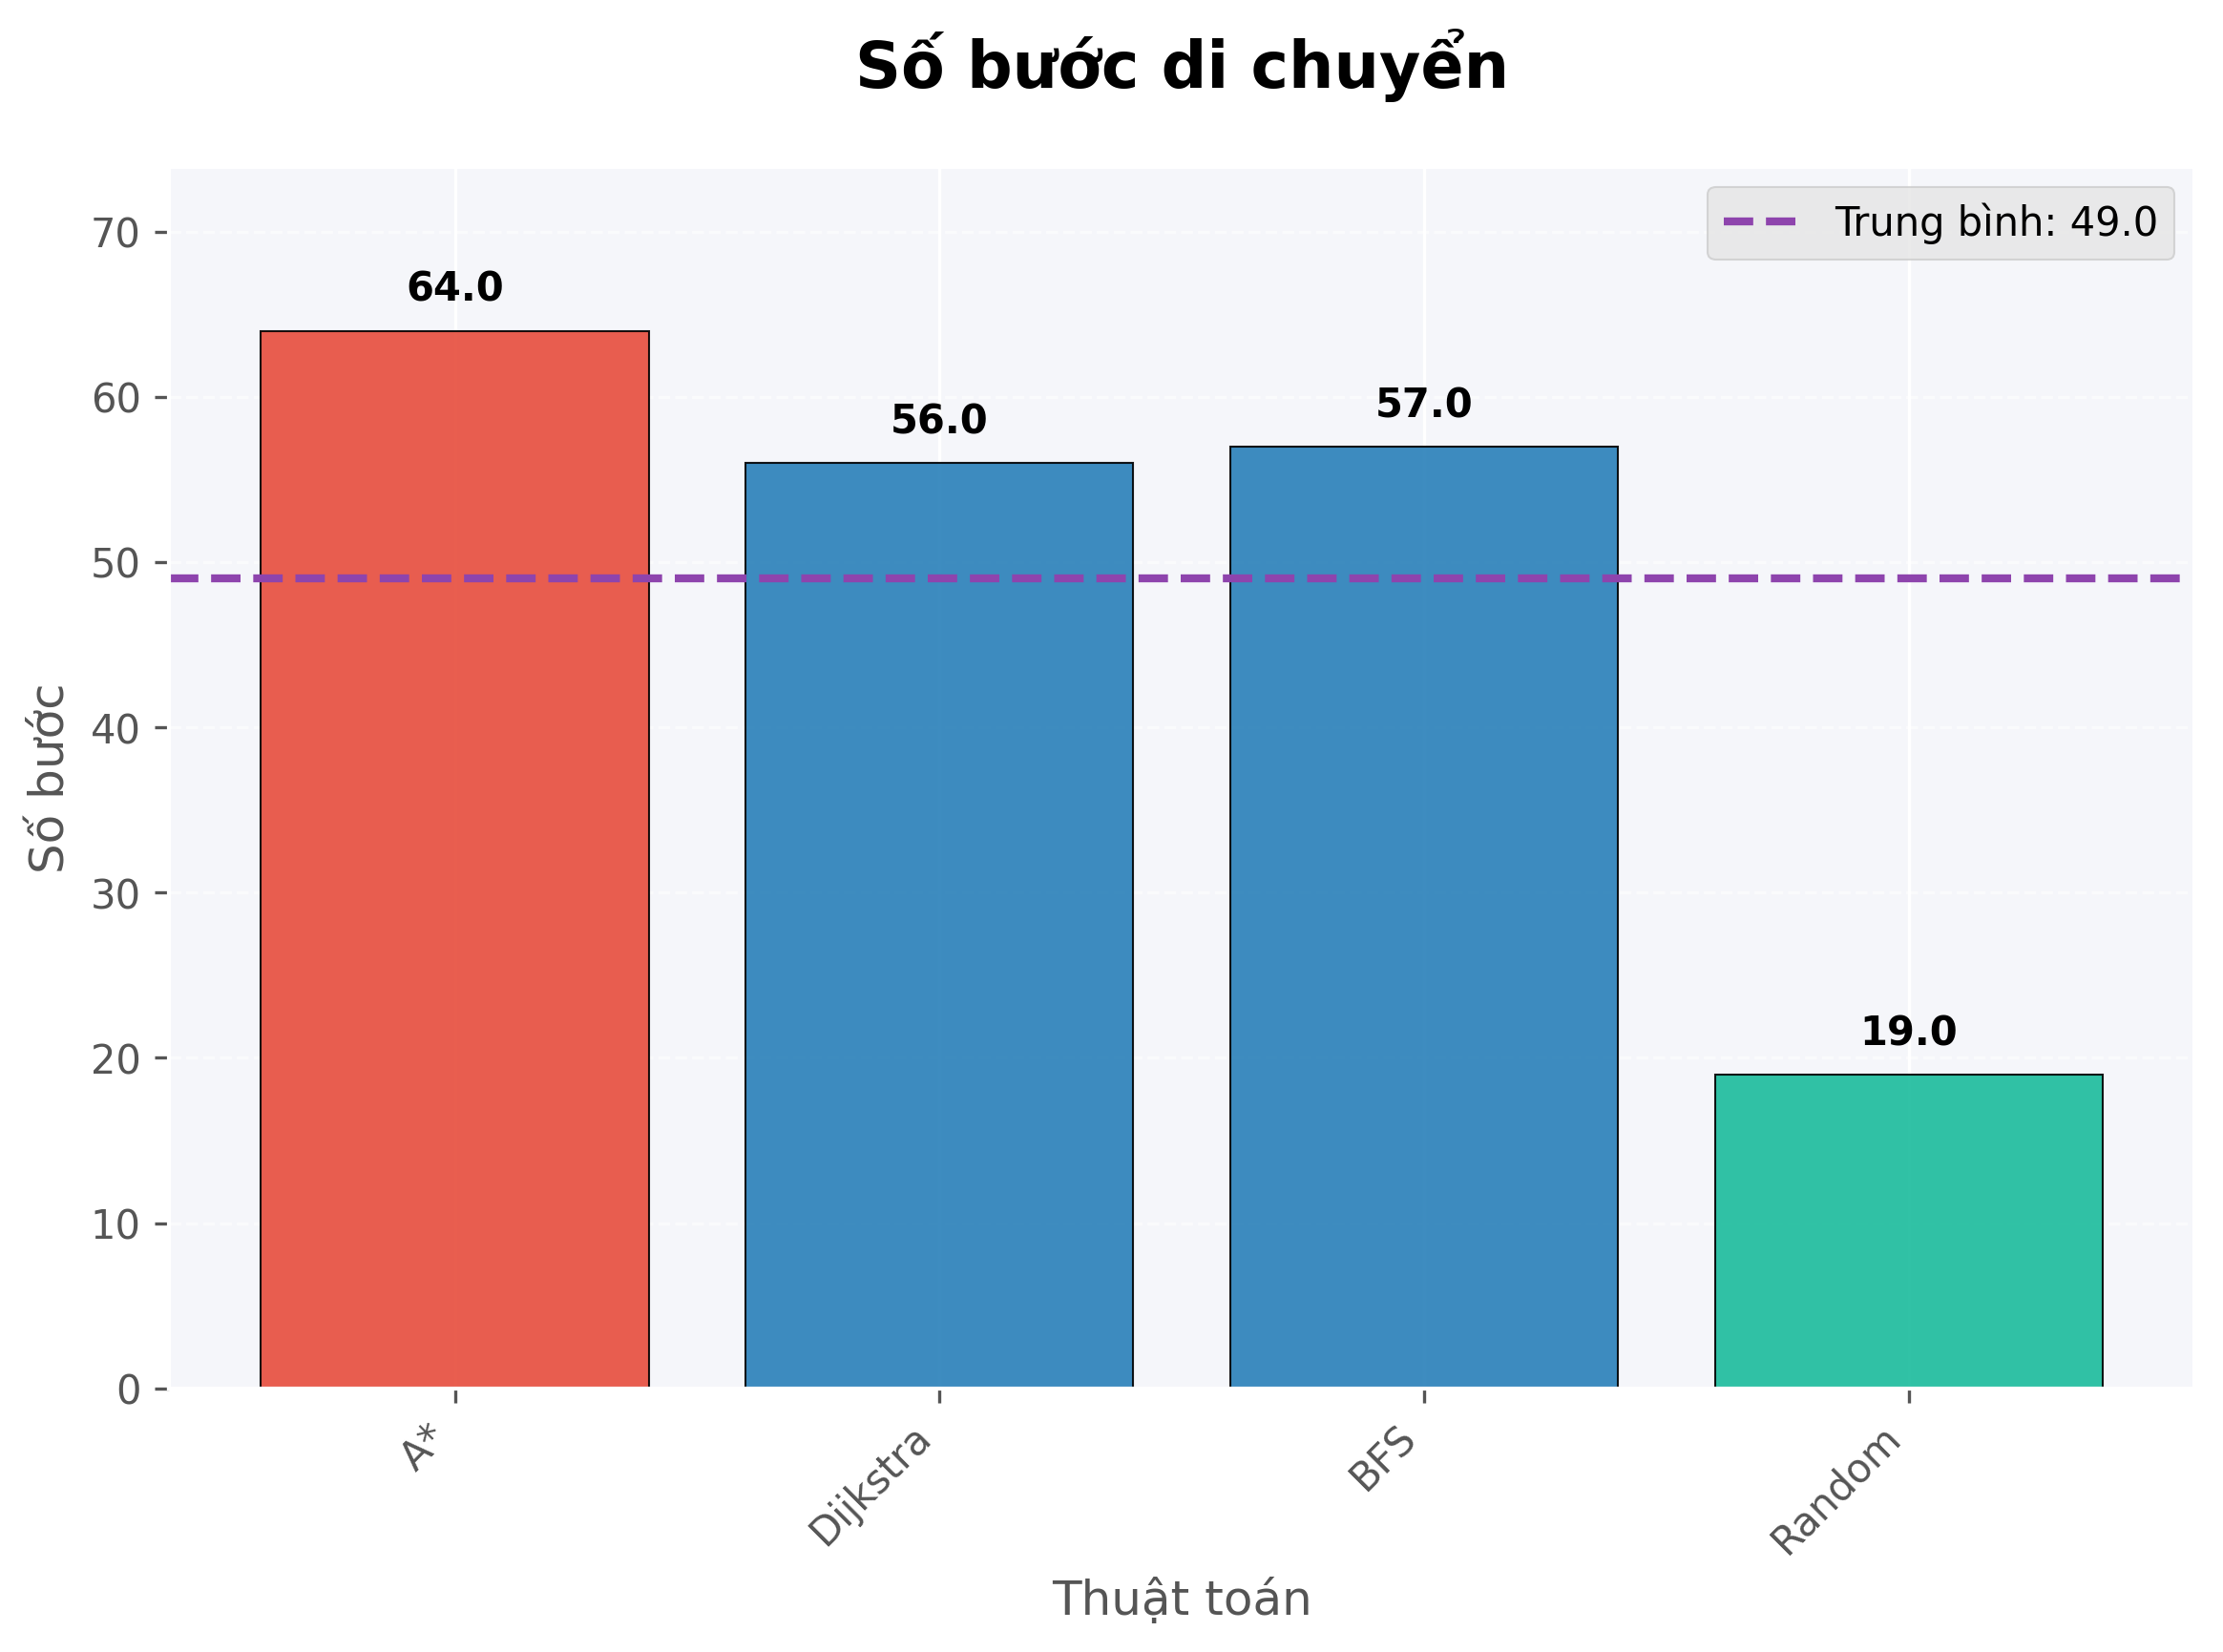 Số bước di chuyển
Trung bình: 49.0
70
60
50
40
30
20
10
0
Số bước
64.0
56.0
57.0
19.0
A*
Dijkstra
BFS
Random
Thuật toán